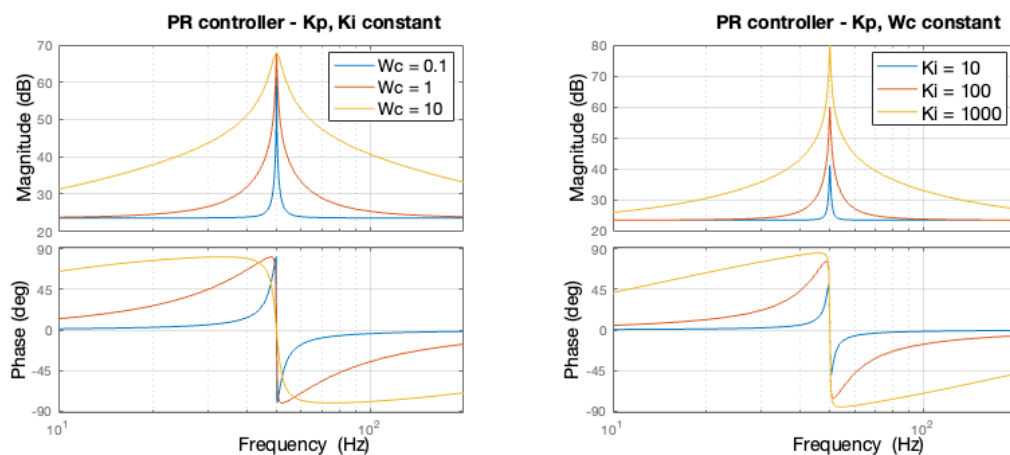 PR controller - Kp, Ki constant
Magnitude (dB)
70
60
50
40
30
20
Wc = 0.1
Wc = 1
Wc = 10
Phase (deg)
90
45
0
-45
-90
10^1
10^2
Frequency (Hz)
PR controller - Kp, Wc constant
Magnitude (dB)
80
70
60
50
40
30
20
Ki = 10
Ki = 100
Ki = 1000
Phase (deg)
90
45
0
-45
-90
10^1
10^2
Frequency (Hz)